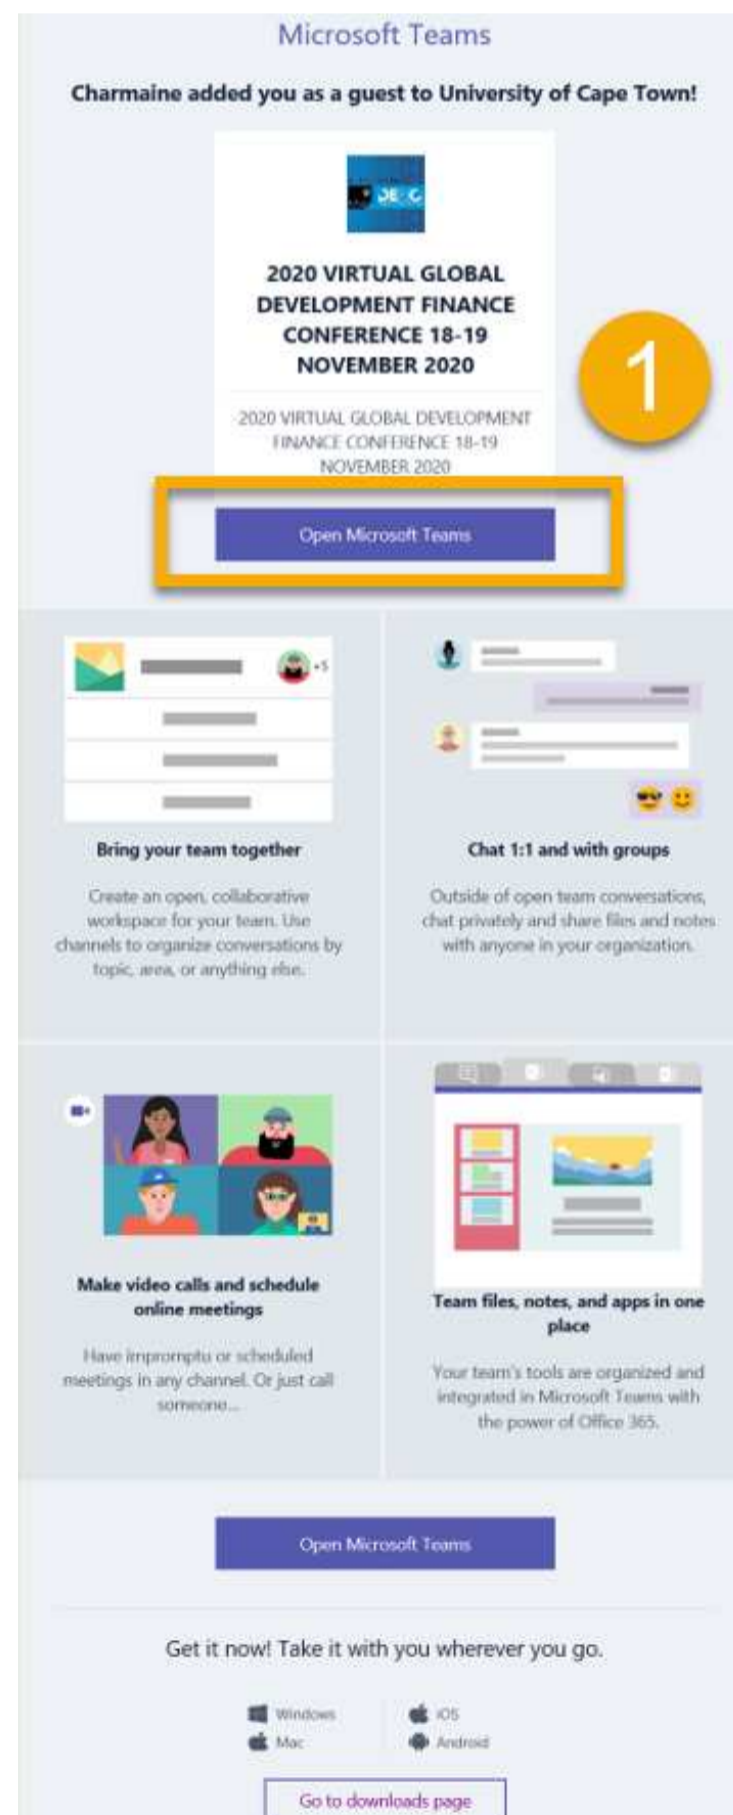 Microsoft Teams
Charmaine added you as a guest to University of Cape Town!
2020 VIRTUAL GLOBAL
DEVELOPMENT FINANCE
CONFERENCE 18-19
NOVEMBER 2020
1
2020 VIRTUAL GLOBAL DEVELOPMENT
FINANCE CONFERENCE 18-19
NOVEMBER 2020
Open Microsoft Teams
+5
Bring your team together
Create an open, collaborative
workspace for your team. Use
channels to organize conversations by
topic, area, or anything else.
Chat 1:1 and with groups
Outside of open team conversations,
chat privately and share files and notes
with anyone in your organization.
Make video calls and schedule
online meetings
Have impromptu or scheduled
meetings in any channel. Or just call
someone...
Team files, notes, and apps in one
place
Your team's tools are organized and
integrated in Microsoft Teams with
the power of Office 365.
Open Microsoft Teams
Get it now! Take it with you wherever you go.
Windows
Mac
iOS
Android
Go to downloads page